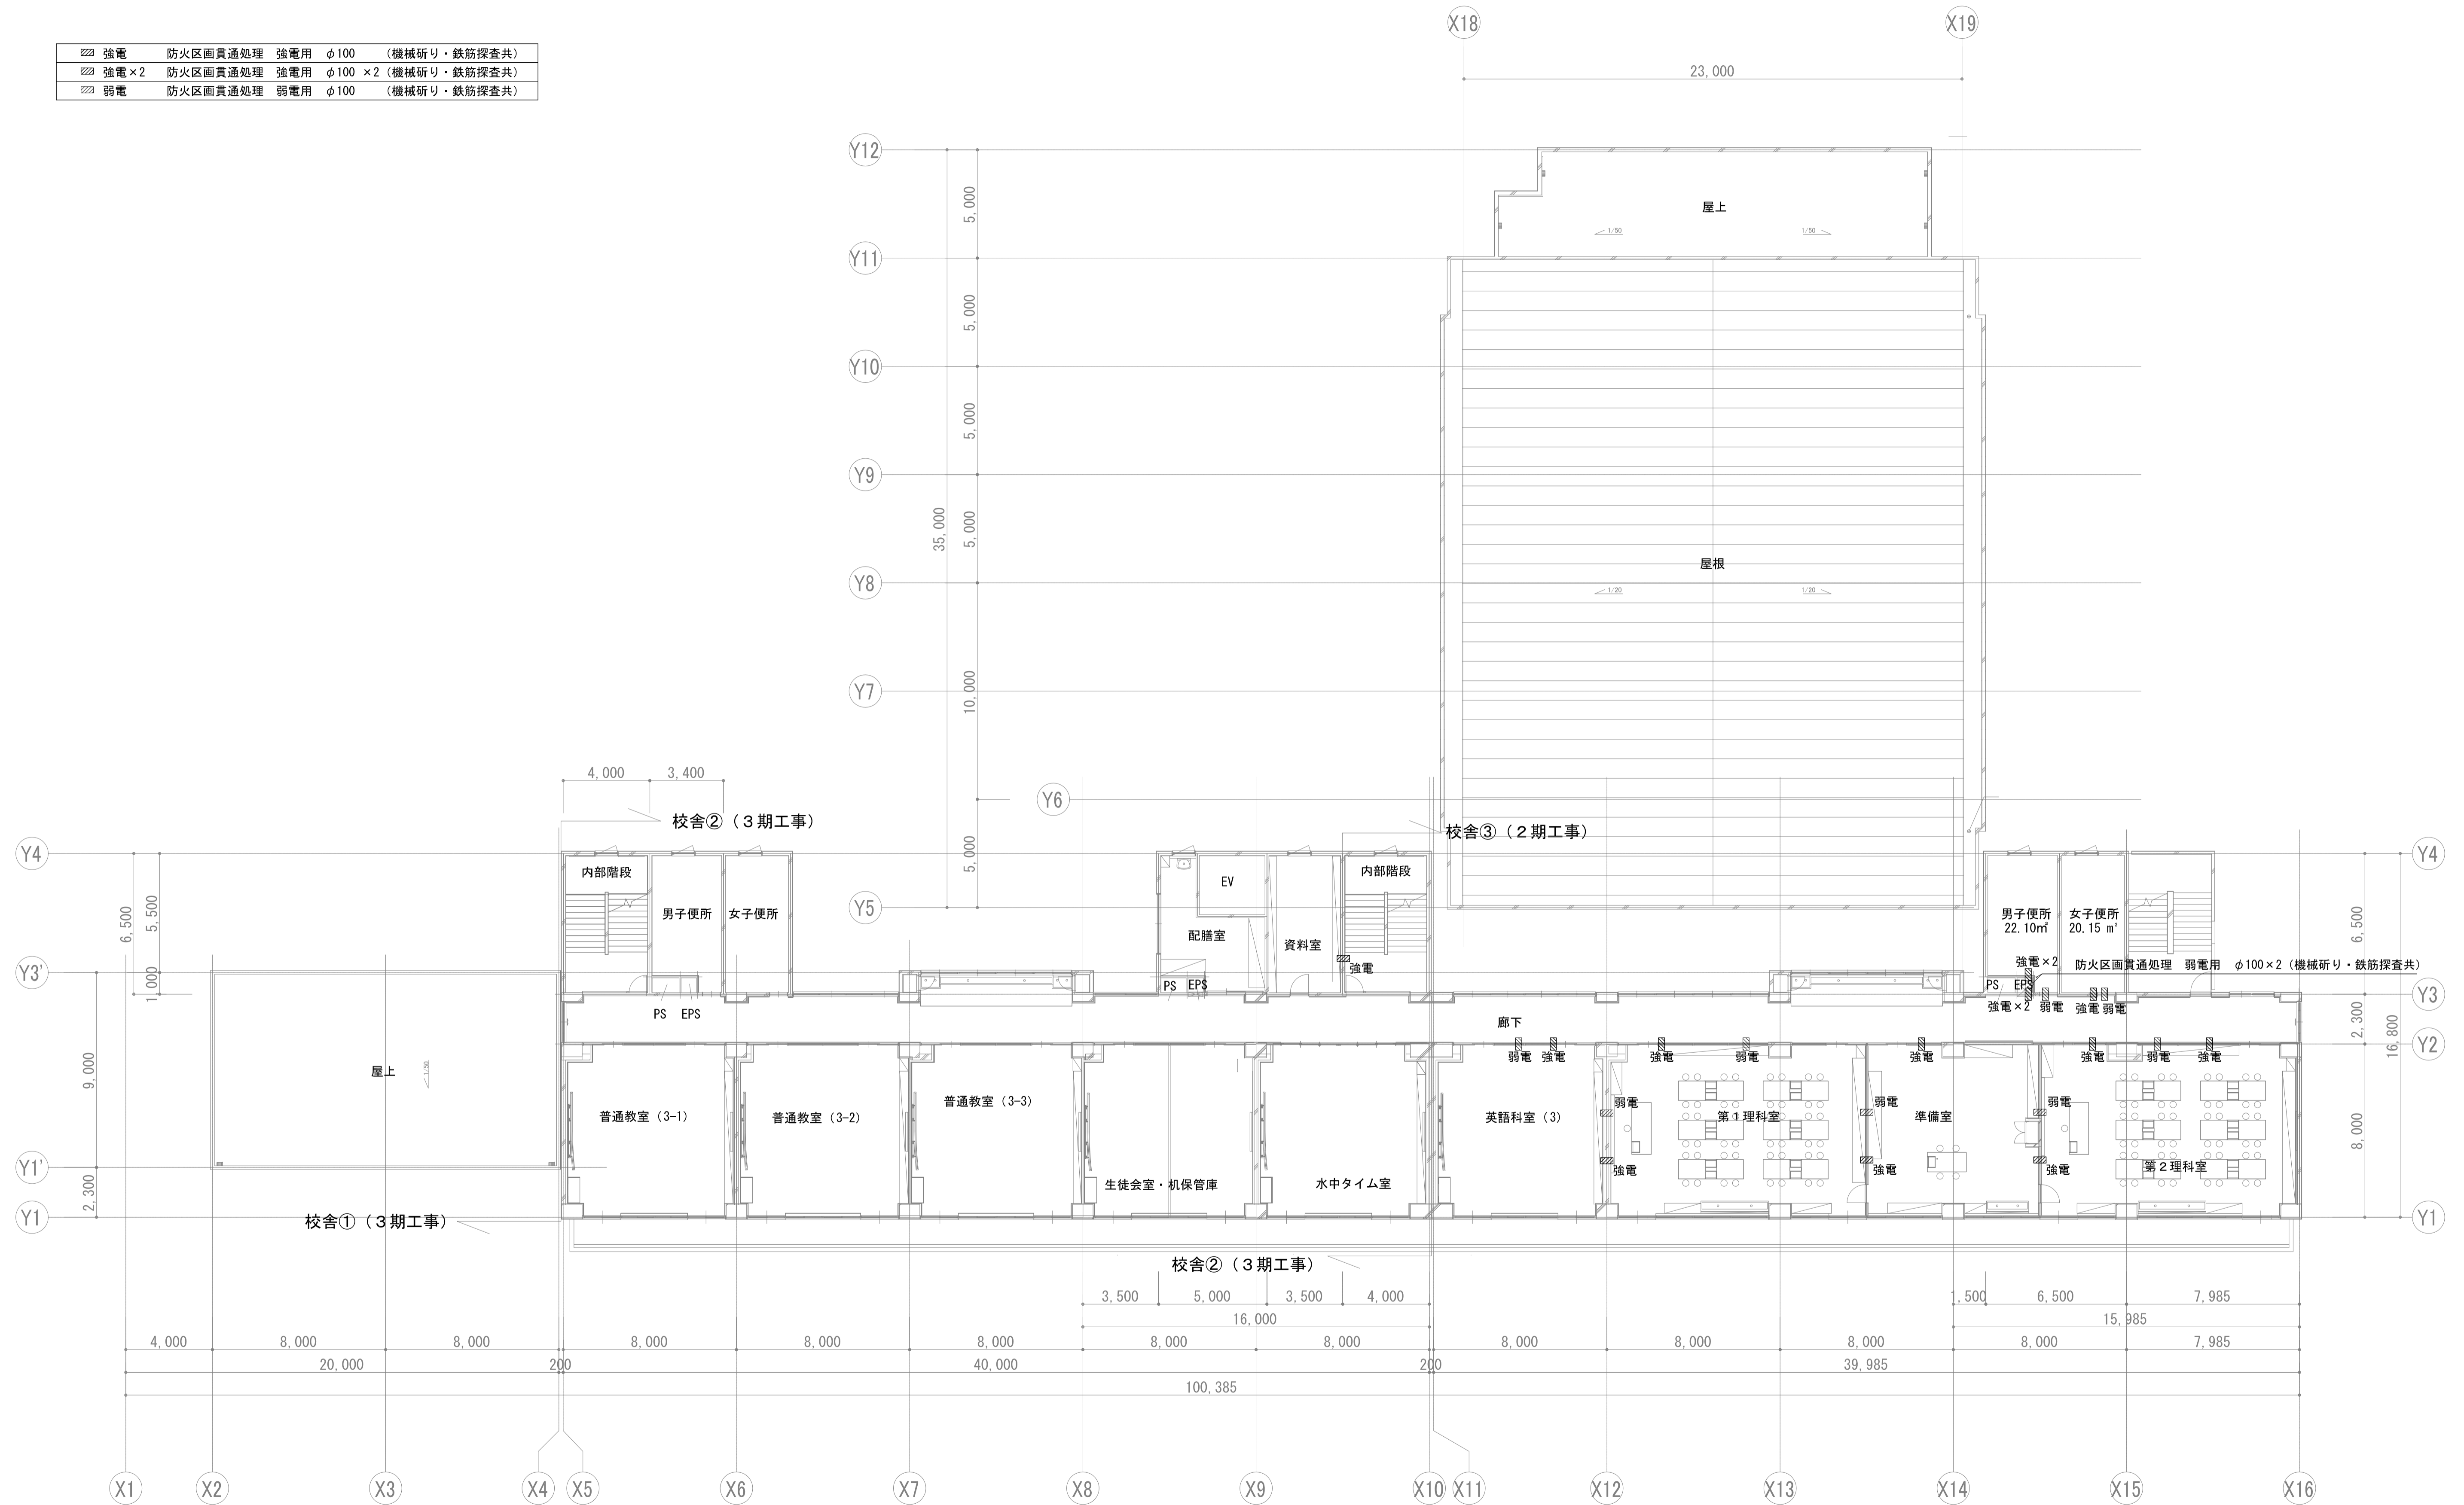 強電 防火区画貫通処理 強電用 φ100 （機械斫り・鉄筋探査共）
強電×2 防火区画貫通処理 強電用 φ100 ×2（機械斫り・鉄筋探査共）
弱電 防火区画貫通処理 弱電用 φ100 （機械斫り・鉄筋探査共）
X18 X19
23,000
Y12
5,000
屋上
1/50 1/50
Y11
5,000
Y10
5,000
Y9
35,000 5,000
屋根
Y8
1/20 1/20
10,000
Y7
4,000 3,400
Y6
校舎②（３期工事）
校舎③（２期工事）
5,000
Y4 Y4
内部階段 内部階段
EV
Y5
6,500 5,500
男子便所 女子便所
配膳室 資料室
男子便所 女子便所
22.10㎡ 20.15 ㎡
6,500
強電
強電×2 防火区画貫通処理 弱電用 φ100×2（機械斫り・鉄筋探査共）
Y3'
1,000
PS EPS
PS EPS
Y3
強電×2 弱電 強電 弱電
PS EPS
廊下
2,300 16,800
Y2
弱電 強電 強電 弱電 強電 強電 弱電 強電
9,000
屋上
1/50
普通教室（3-1） 普通教室（3-2） 普通教室（3-3）
英語科室（3）
弱電 弱電 弱電
第１理科室 準備室
8,000
強電 強電 強電
第２理科室
Y1'
生徒会室・机保管庫 水中タイム室
2,300
Y1 Y1
校舎①（３期工事）
校舎②（３期工事）
3,500 5,000 3,500 4,000
1,500 6,500 7,985
16,000
15,985
4,000 8,000 8,000 8,000 8,000 8,000 8,000 8,000 8,000 8,000 8,000 8,000 7,985
20,000 200 40,000 200 39,985
100,385
X1 X2 X3 X4 X5 X6 X7 X8 X9 X10 X11 X12 X13 X14 X15 X16